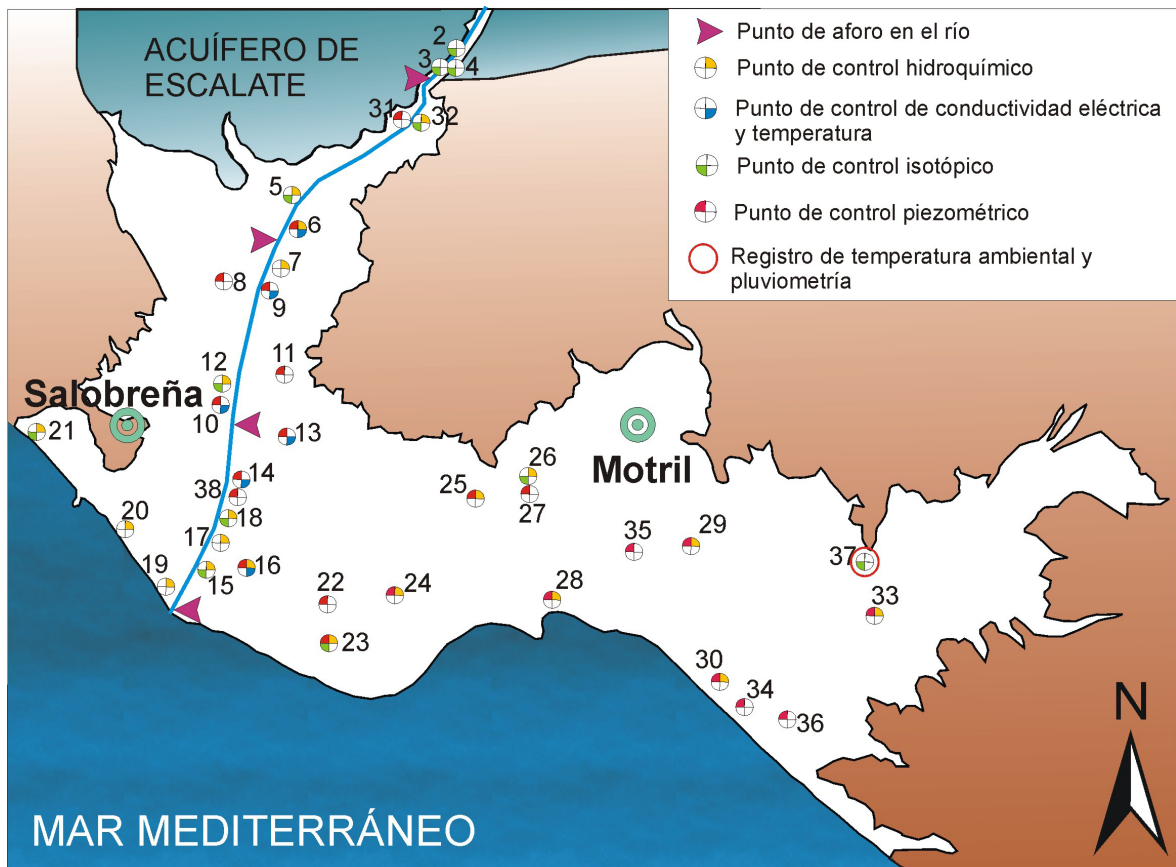 ACUÍFERO DE
ESCALATE
Punto de aforo en el río
Punto de control hidroquímico
Punto de control de conductividad eléctrica
y temperatura
Punto de control isotópico
Punto de control piezométrico
Registro de temperatura ambiental y
pluviometría
2
3
4
31
32
5
6
7
8
9
11
12
Salobreña
10
13
21
14
38
18
17
20
16
15
19
22
24
23
25
26
27
Motril
35
29
28
37
33
30
34
36
N
MAR MEDITERRÁNEO